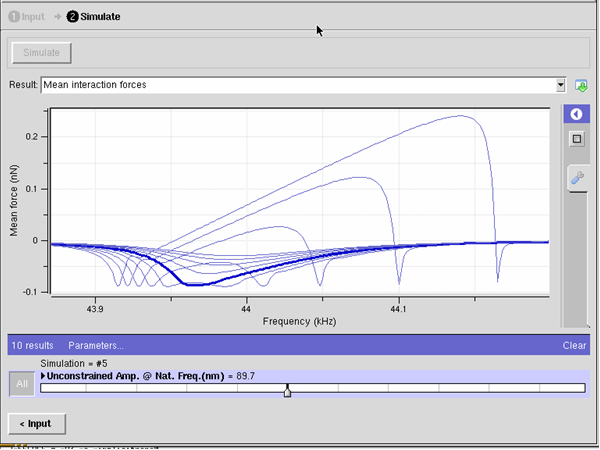 1 Input → 2 Simulate
Simulate
Result: Mean interaction forces
Mean force (nN)
0.2
0.1
0
-0.1
43.9 44 44.1
Frequency (kHz)
10 results Parameters... Clear
Simulation = #5
All
Unconstrained Amp. @ Nat. Freq.(nm) = 89.7
< Input